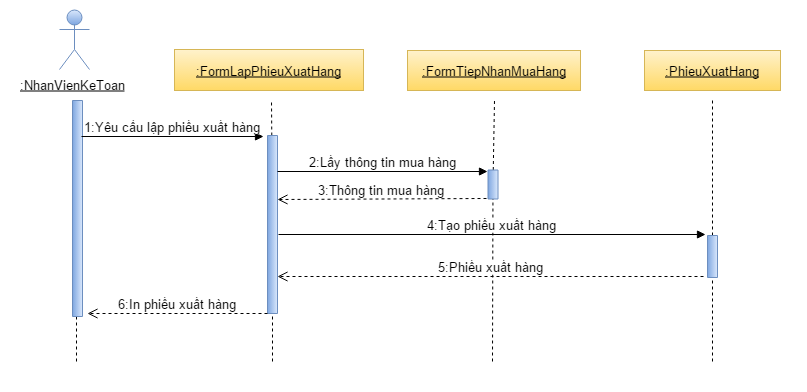 :NhanVienKeToan
:FormLapPhieuXuatHang
:FormTiepNhanMuaHang
:PhieuXuatHang
1:Yêu cầu lập phiếu xuất hàng
2:Lấy thông tin mua hàng
3:Thông tin mua hàng
4:Tạo phiếu xuất hàng
5:Phiếu xuất hàng
6:In phiếu xuất hàng